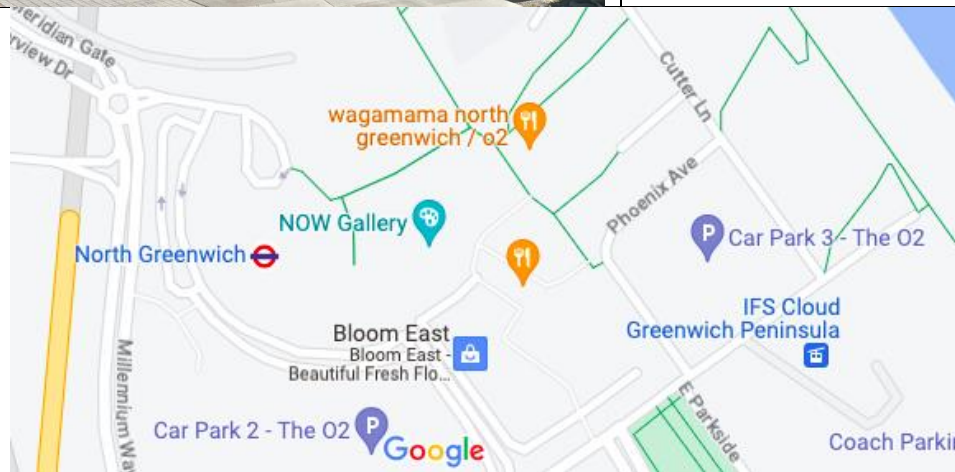 eridian Gate
rview Dr
Cutter Ln
wagamama north
greenwich / o2
Phoenix Ave
NOW Gallery
Car Park 3 - The O2
North Greenwich
IFS Cloud
Greenwich Peninsula
Bloom East
Bloom East -
Beautiful Fresh Flo...
Millennium Wa
E Parkside
Car Park 2 - The O2
Google
Coach Parkin